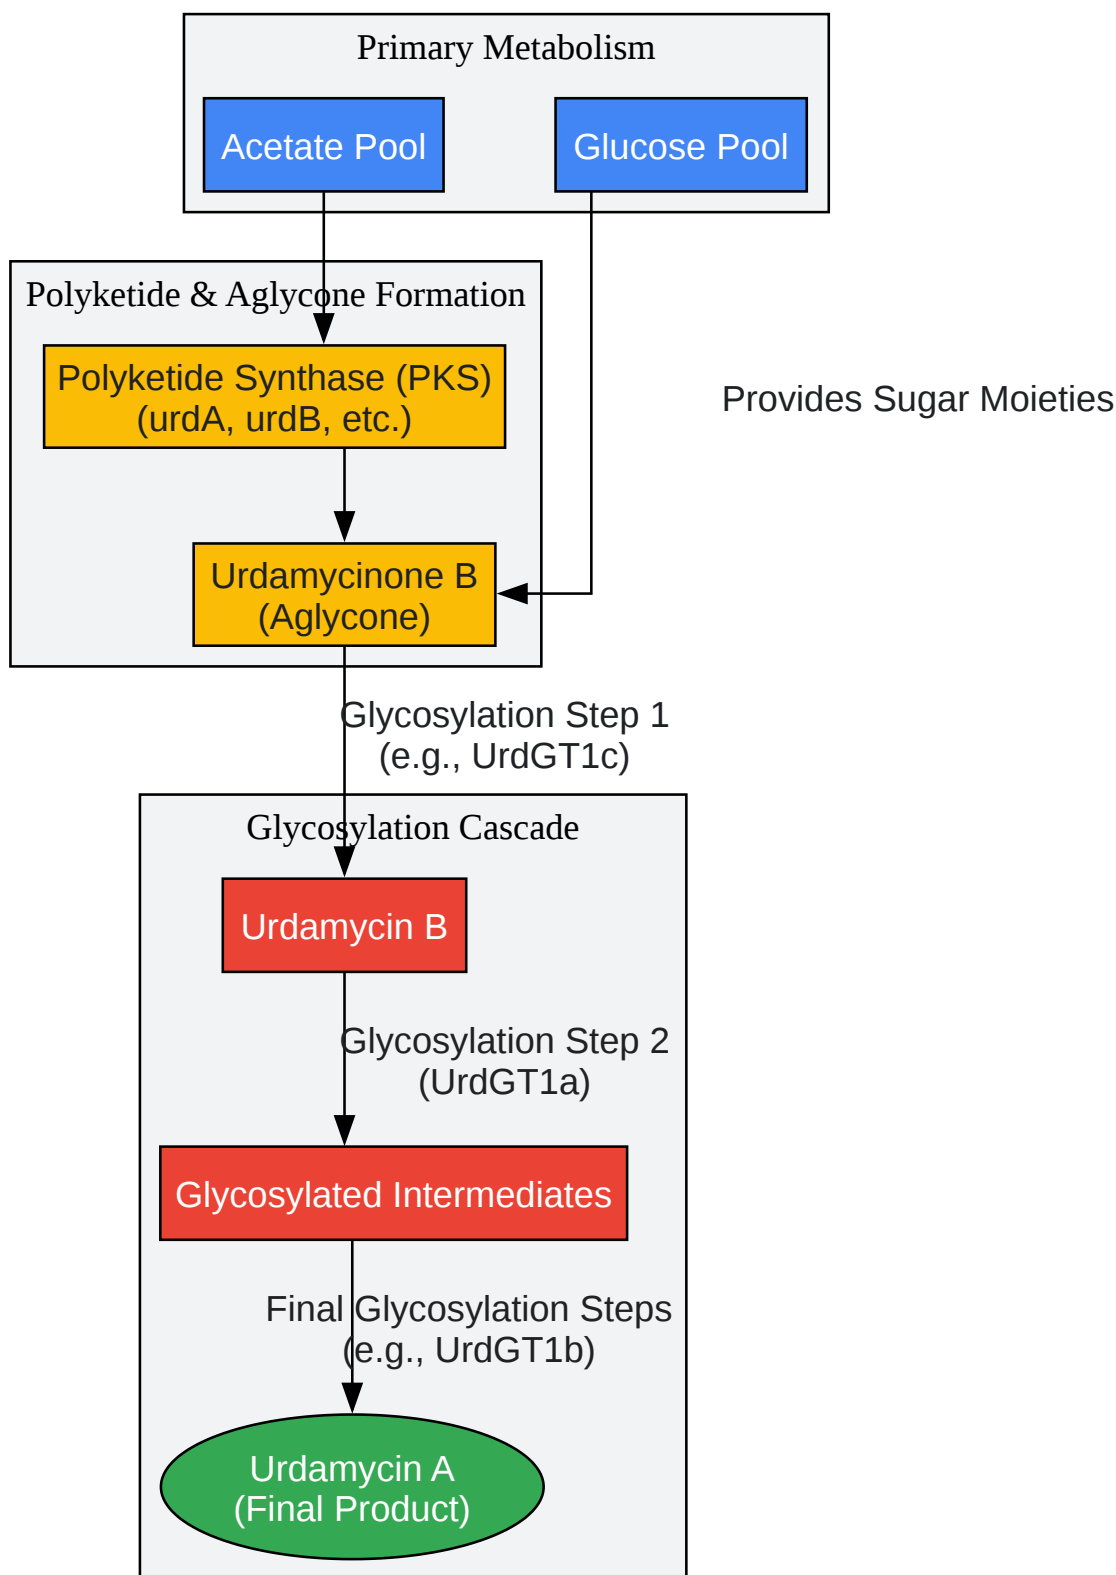 Primary Metabolism
Acetate Pool
Glucose Pool
Polyketide & Aglycone Formation
Polyketide Synthase (PKS)
(urdA, urdB, etc.)
Provides Sugar Moieties
Urdamycinone B
(Aglycone)
Glycosylation Step 1
(e.g., UrdGT1c)
Glycosylation Cascade
Urdamycin B
Glycosylation Step 2
(UrdGT1a)
Glycosylated Intermediates
Final Glycosylation Steps
(e.g., UrdGT1b)
Urdamycin A
(Final Product)